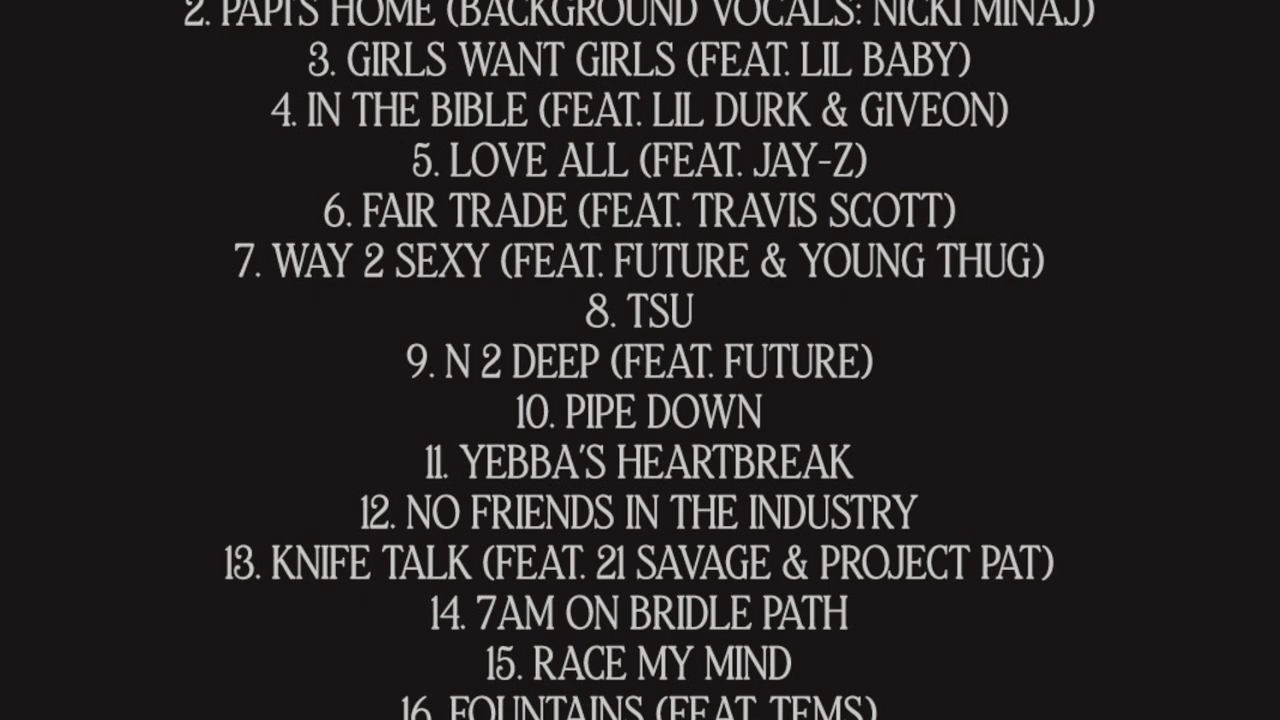 2. PAPI'S HOME (BACKGROUND VOCALS: NICKI MINAJ)
3. GIRLS WANT GIRLS (FEAT. LIL BABY)
4. IN THE BIBLE (FEAT. LIL DURK & GIVEON)
5. LOVE ALL (FEAT. JAY-Z)
6. FAIR TRADE (FEAT. TRAVIS SCOTT)
7. WAY 2 SEXY (FEAT. FUTURE & YOUNG THUG)
8. TSU
9. N 2 DEEP (FEAT. FUTURE)
10. PIPE DOWN
11. YEBBA'S HEARTBREAK
12. NO FRIENDS IN THE INDUSTRY
13. KNIFE TALK (FEAT. 21 SAVAGE & PROJECT PAT)
14. 7AM ON BRIDLE PATH
15. RACE MY MIND
16. FOUNTAINS (FEAT. TEMS)